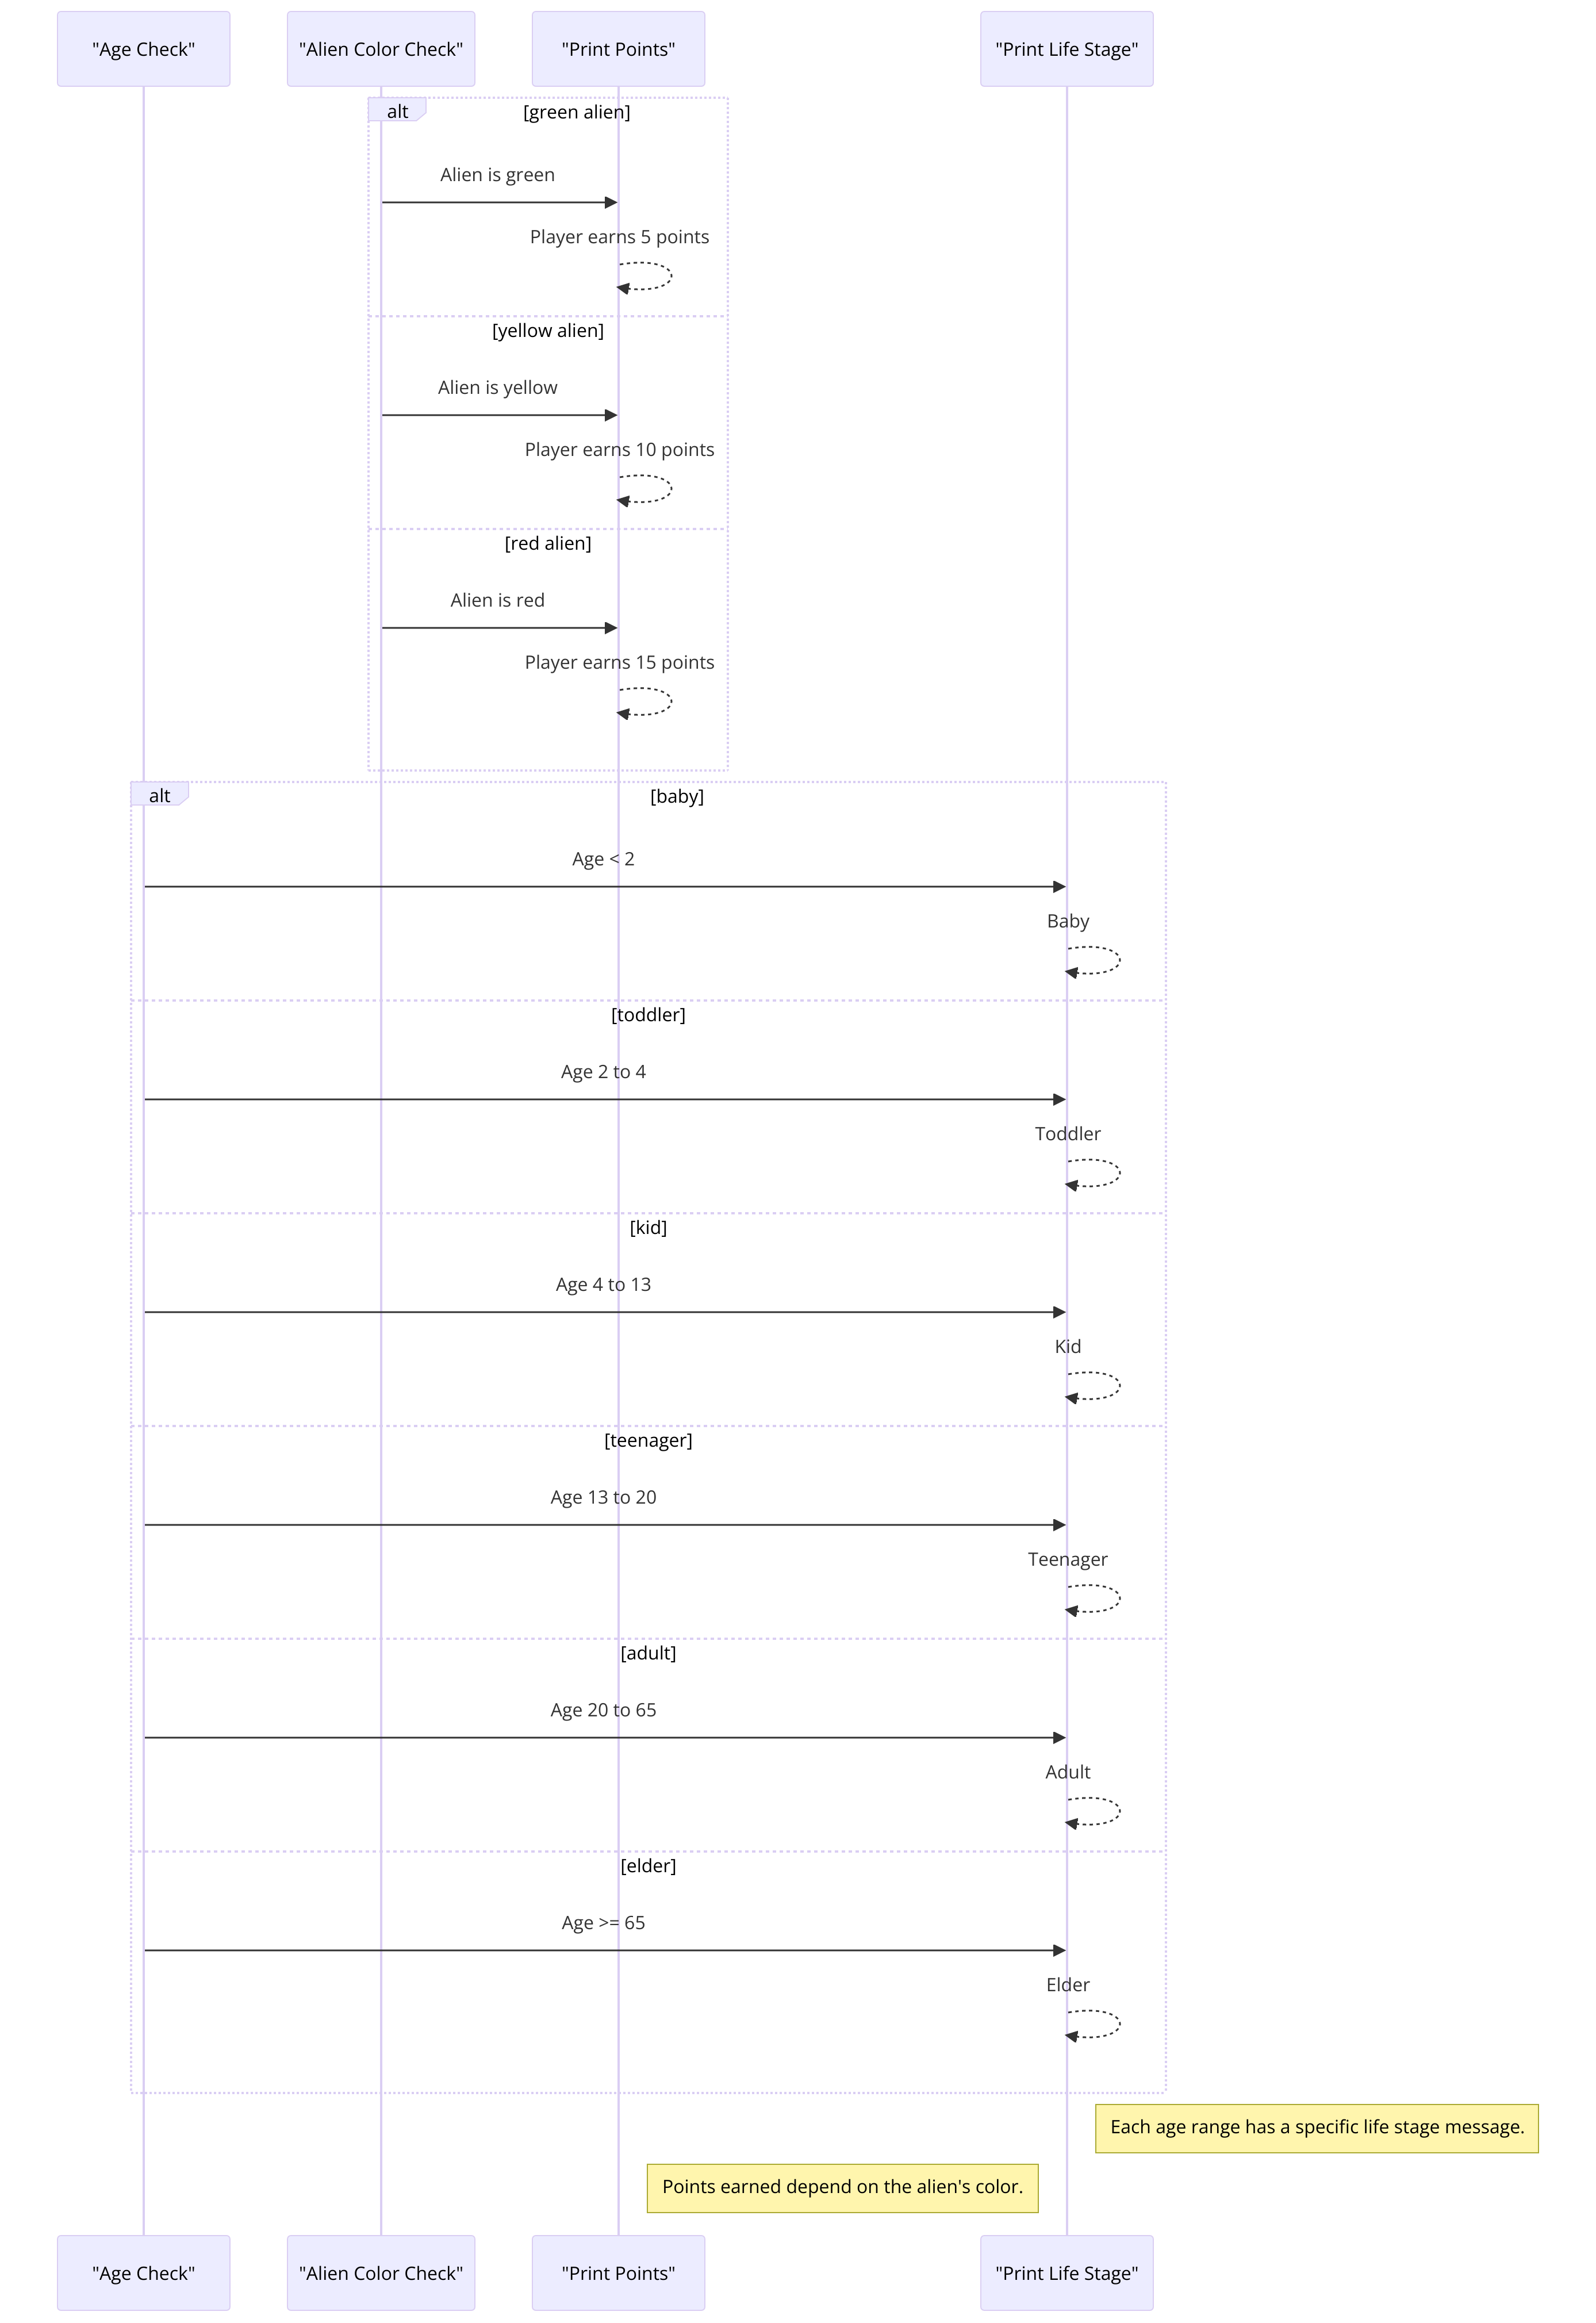 "Age Check"
"Alien Color Check"
"Print Points"
"Print Life Stage"
alt
[green alien]
Alien is green
Player earns 5 points
[yellow alien]
Alien is yellow
Player earns 10 points
[red alien]
Alien is red
Player earns 15 points
alt
[baby]
Age < 2
Baby
[toddler]
Age 2 to 4
Toddler
[kid]
Age 4 to 13
Kid
[teenager]
Age 13 to 20
Teenager
[adult]
Age 20 to 65
Adult
[elder]
Age >= 65
Elder
Each age range has a specific life stage message.
Points earned depend on the alien's color.
"Age Check"
"Alien Color Check"
"Print Points"
"Print Life Stage"